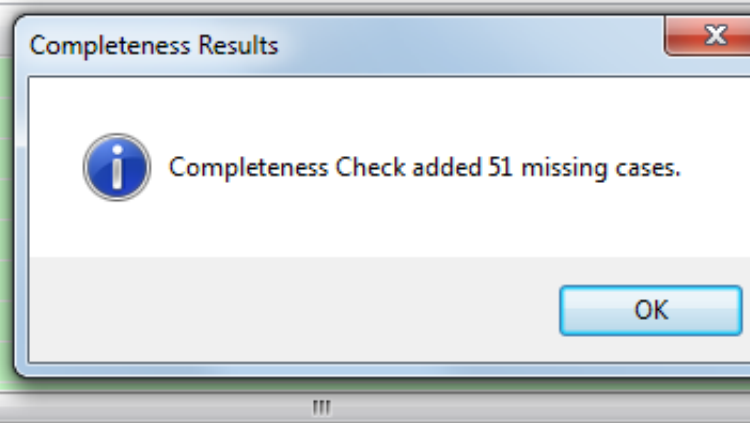 Completeness Results
Completeness Check added 51 missing cases.
OK